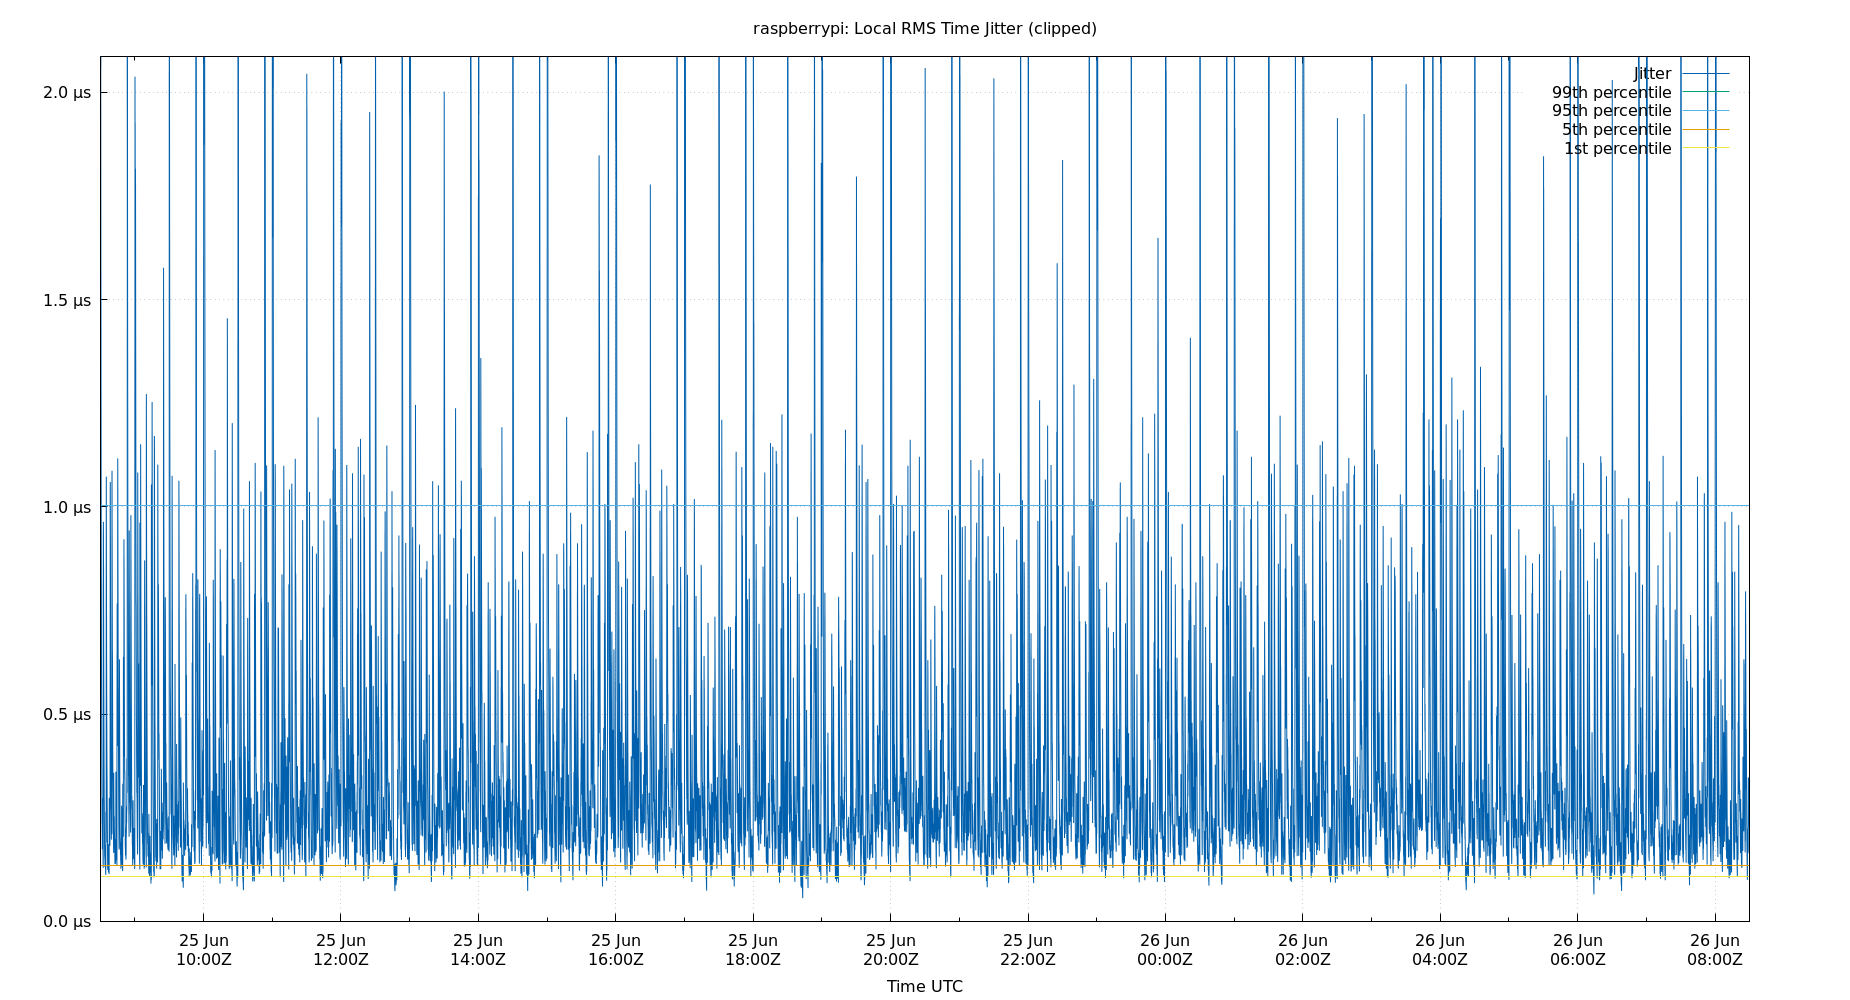 raspberrypi: Local RMS Time Jitter (clipped)
2.0 µs
1.5 µs
1.0 µs
0.5 µs
0.0 µs
Jitter
99th percentile
95th percentile
5th percentile
1st percentile
25 Jun 25 Jun 25 Jun 25 Jun 25 Jun 25 Jun 25 Jun 26 Jun 26 Jun 26 Jun 26 Jun 26 Jun
10:00Z 12:00Z 14:00Z 16:00Z 18:00Z 20:00Z 22:00Z 00:00Z 02:00Z 04:00Z 06:00Z 08:00Z
Time UTC